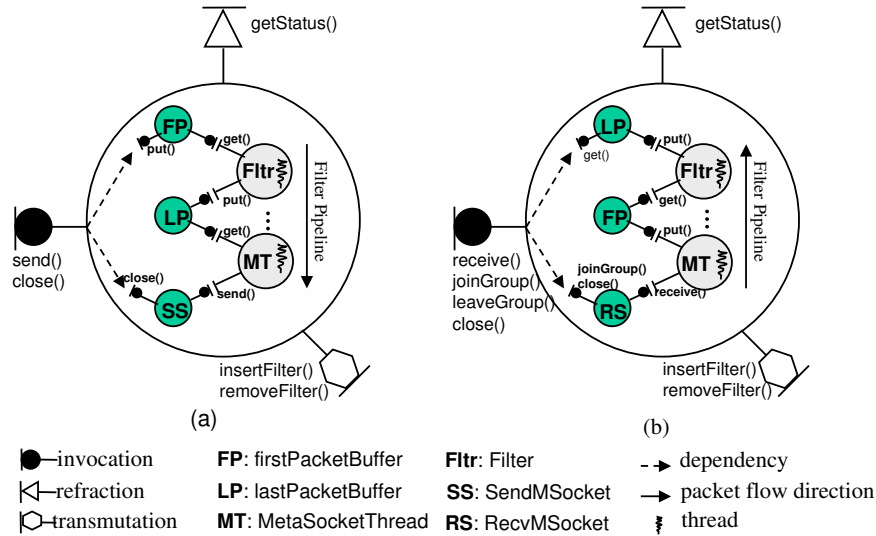 getStatus()
FP
put()
get()
Fltr
put()
LP
get()
MT
close()
send()
SS
Filter Pipeline
send()
close()
insertFilter()
removeFilter()
(a)
getStatus()
LP
get()
put()
Fltr
get()
FP
put()
MT
joinGroup()
close()
receive()
RS
Filter Pipeline
receive()
joinGroup()
leaveGroup()
close()
insertFilter()
removeFilter()
(b)
invocation
refraction
transmutation
FP: firstPacketBuffer
LP: lastPacketBuffer
MT: MetaSocketThread
Fltr: Filter
SS: SendMSocket
RS: RecvMSocket
dependency
packet flow direction
thread